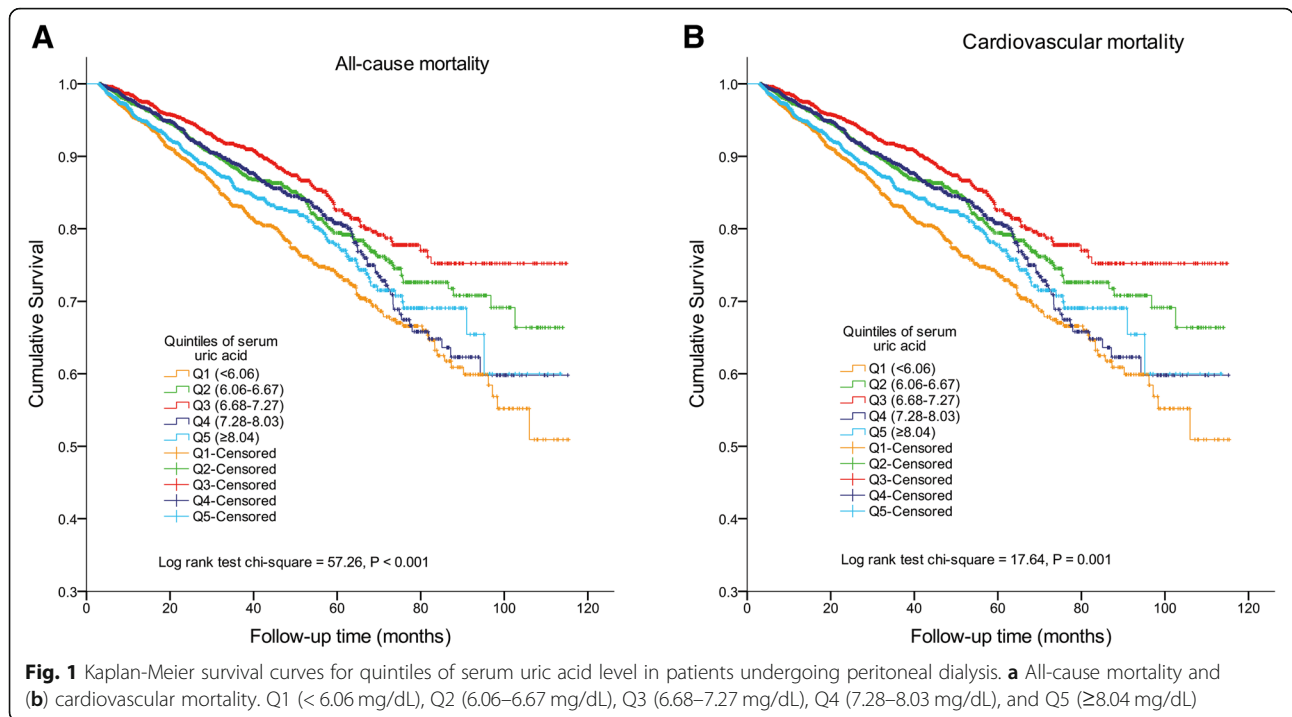 A
All-cause mortality
Cumulative Survival
1.0
0.9
0.8
0.7
0.6
0.5
0.4
0.3
Quintiles of serum
uric acid
Q1 (<6.06)
Q2 (6.06-6.67)
Q3 (6.68-7.27)
Q4 (7.28-8.03)
Q5 (≥8.04)
Q1-Censored
Q2-Censored
Q3-Censored
Q4-Censored
Q5-Censored
Log rank test chi-square = 57.26, P < 0.001
0 20 40 60 80 100 120
Follow-up time (months)
B
Cardiovascular mortality
Cumulative Survival
1.0
0.9
0.8
0.7
0.6
0.5
0.4
0.3
Quintiles of serum
uric acid
Q1 (<6.06)
Q2 (6.06-6.67)
Q3 (6.68-7.27)
Q4 (7.28-8.03)
Q5 (≥8.04)
Q1-Censored
Q2-Censored
Q3-Censored
Q4-Censored
Q5-Censored
Log rank test chi-square = 17.64, P = 0.001
0 20 40 60 80 100 120
Follow-up time (months)
Fig. 1 Kaplan-Meier survival curves for quintiles of serum uric acid level in patients undergoing peritoneal dialysis. a All-cause mortality and
(b) cardiovascular mortality. Q1 (< 6.06 mg/dL), Q2 (6.06–6.67 mg/dL), Q3 (6.68–7.27 mg/dL), Q4 (7.28–8.03 mg/dL), and Q5 (≥8.04 mg/dL)